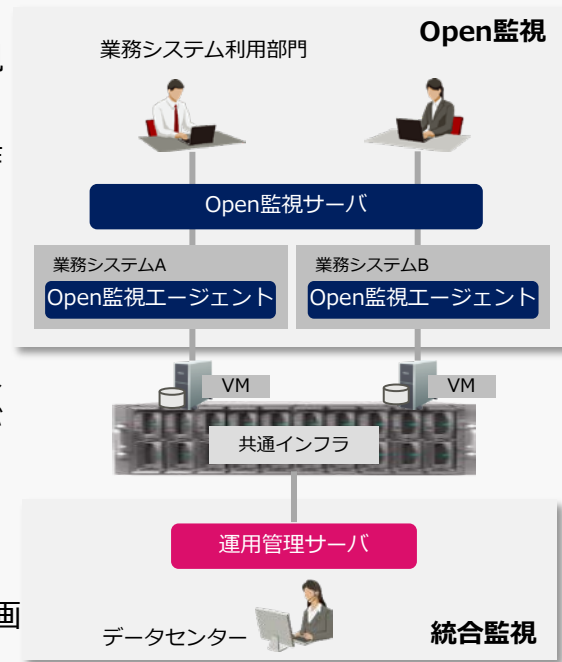 Open監視
業務システム利用部門
Open監視サーバ
業務システムA
業務システムB
Open監視エージェント
Open監視エージェント
VM
VM
共通インフラ
運用管理サーバ
画
データセンター
統合監視